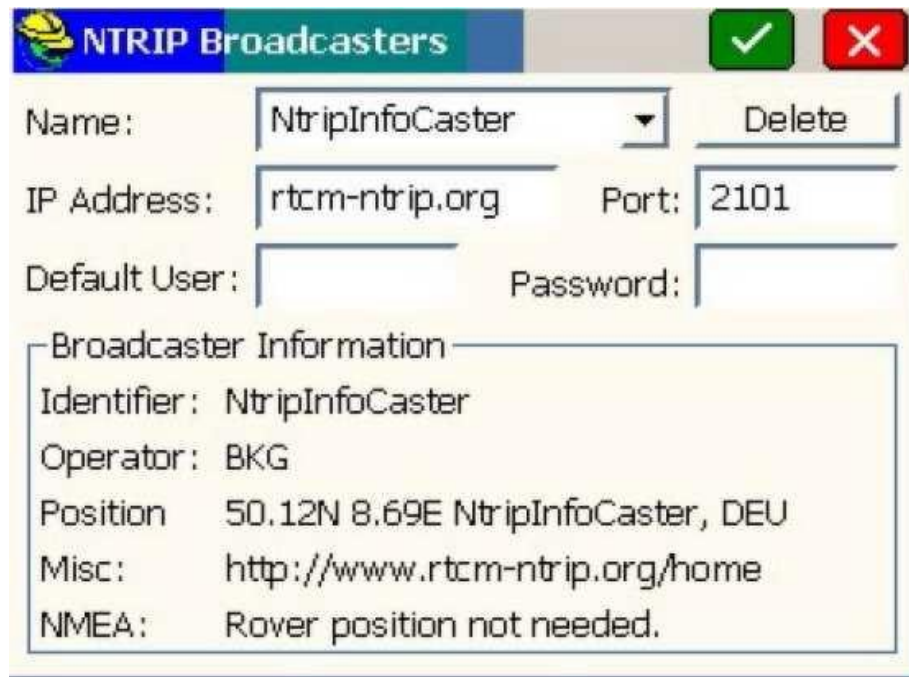 NTRIP Broadcasters
Name: NtripInfoCaster Delete
IP Address: rtcm-ntrip.org Port: 2101
Default User: Password:
Broadcaster Information
Identifier: NtripInfoCaster
Operator: BKG
Position 50.12N 8.69E NtripInfoCaster, DEU
Misc: http://www.rtcm-ntrip.org/home
NMEA: Rover position not needed.